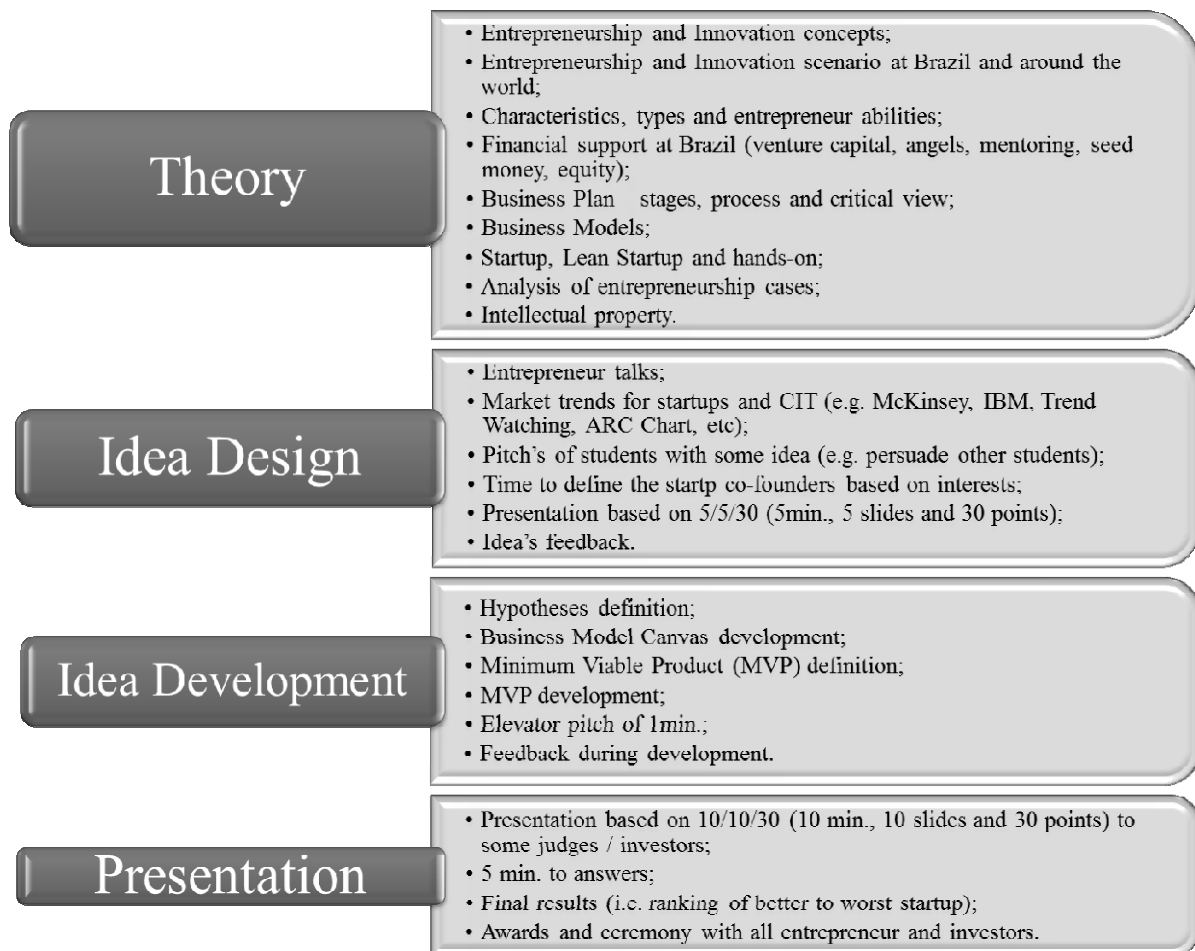 Theory
• Entrepreneurship and Innovation concepts;
• Entrepreneurship and Innovation scenario at Brazil and around the
world;
• Characteristics, types and entrepreneur abilities;
• Financial support at Brazil (venture capital, angels, mentoring, seed
money, equity);
• Business Plan stages, process and critical view;
• Business Models;
• Startup, Lean Startup and hands-on;
• Analysis of entrepreneurship cases;
• Intellectual property.
Idea Design
• Entrepreneur talks;
• Market trends for startups and CIT (e.g. McKinsey, IBM, Trend
Watching, ARC Chart, etc);
• Pitch's of students with some idea (e.g. persuade other students);
• Time to define the startp co-founders based on interests;
• Presentation based on 5/5/30 (5min., 5 slides and 30 points);
• Idea's feedback.
Idea Development
• Hypotheses definition;
• Business Model Canvas development;
• Minimum Viable Product (MVP) definition;
• MVP development;
• Elevator pitch of 1min.;
• Feedback during development.
Presentation
• Presentation based on 10/10/30 (10 min., 10 slides and 30 points) to
some judges / investors;
• 5 min. to answers;
• Final results (i.e. ranking of better to worst startup);
• Awards and ceremony with all entrepreneur and investors.